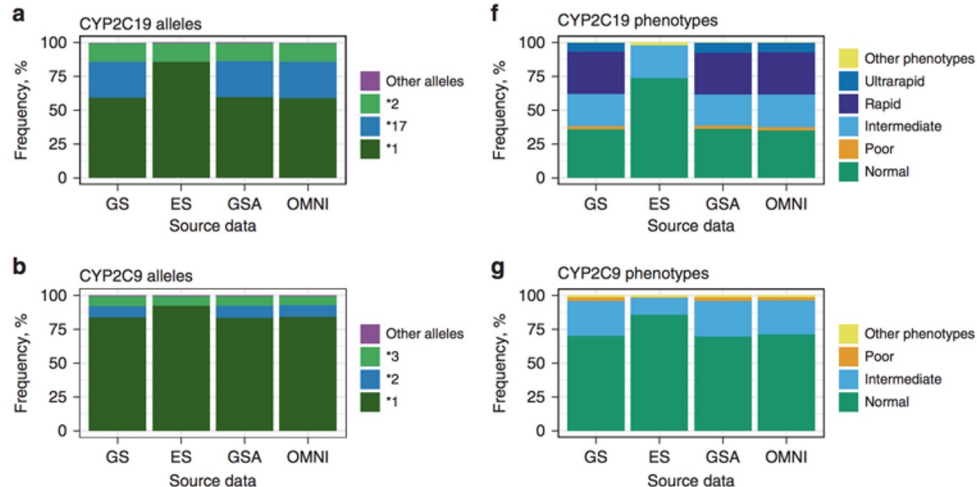 a
CYP2C19 alleles
Frequency, %
100
75
50
25
0
GS ES GSA OMNI
Source data
Other alleles
*2
*17
*1
f
CYP2C19 phenotypes
Frequency, %
100
75
50
25
0
GS ES GSA OMNI
Source data
Other phenotypes
Ultrarapid
Rapid
Intermediate
Poor
Normal
b
CYP2C9 alleles
Frequency, %
100
75
50
25
0
GS ES GSA OMNI
Source data
Other alleles
*3
*2
*1
g
CYP2C9 phenotypes
Frequency, %
100
75
50
25
0
GS ES GSA OMNI
Source data
Other phenotypes
Poor
Intermediate
Normal